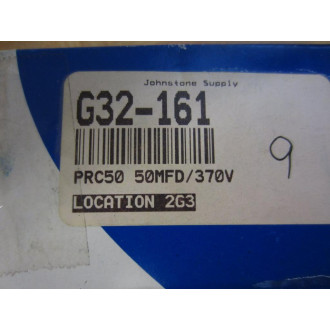 Johnstone Supply
G32-161
9
PRC50 50MFD/370V
LOCATION 2G3